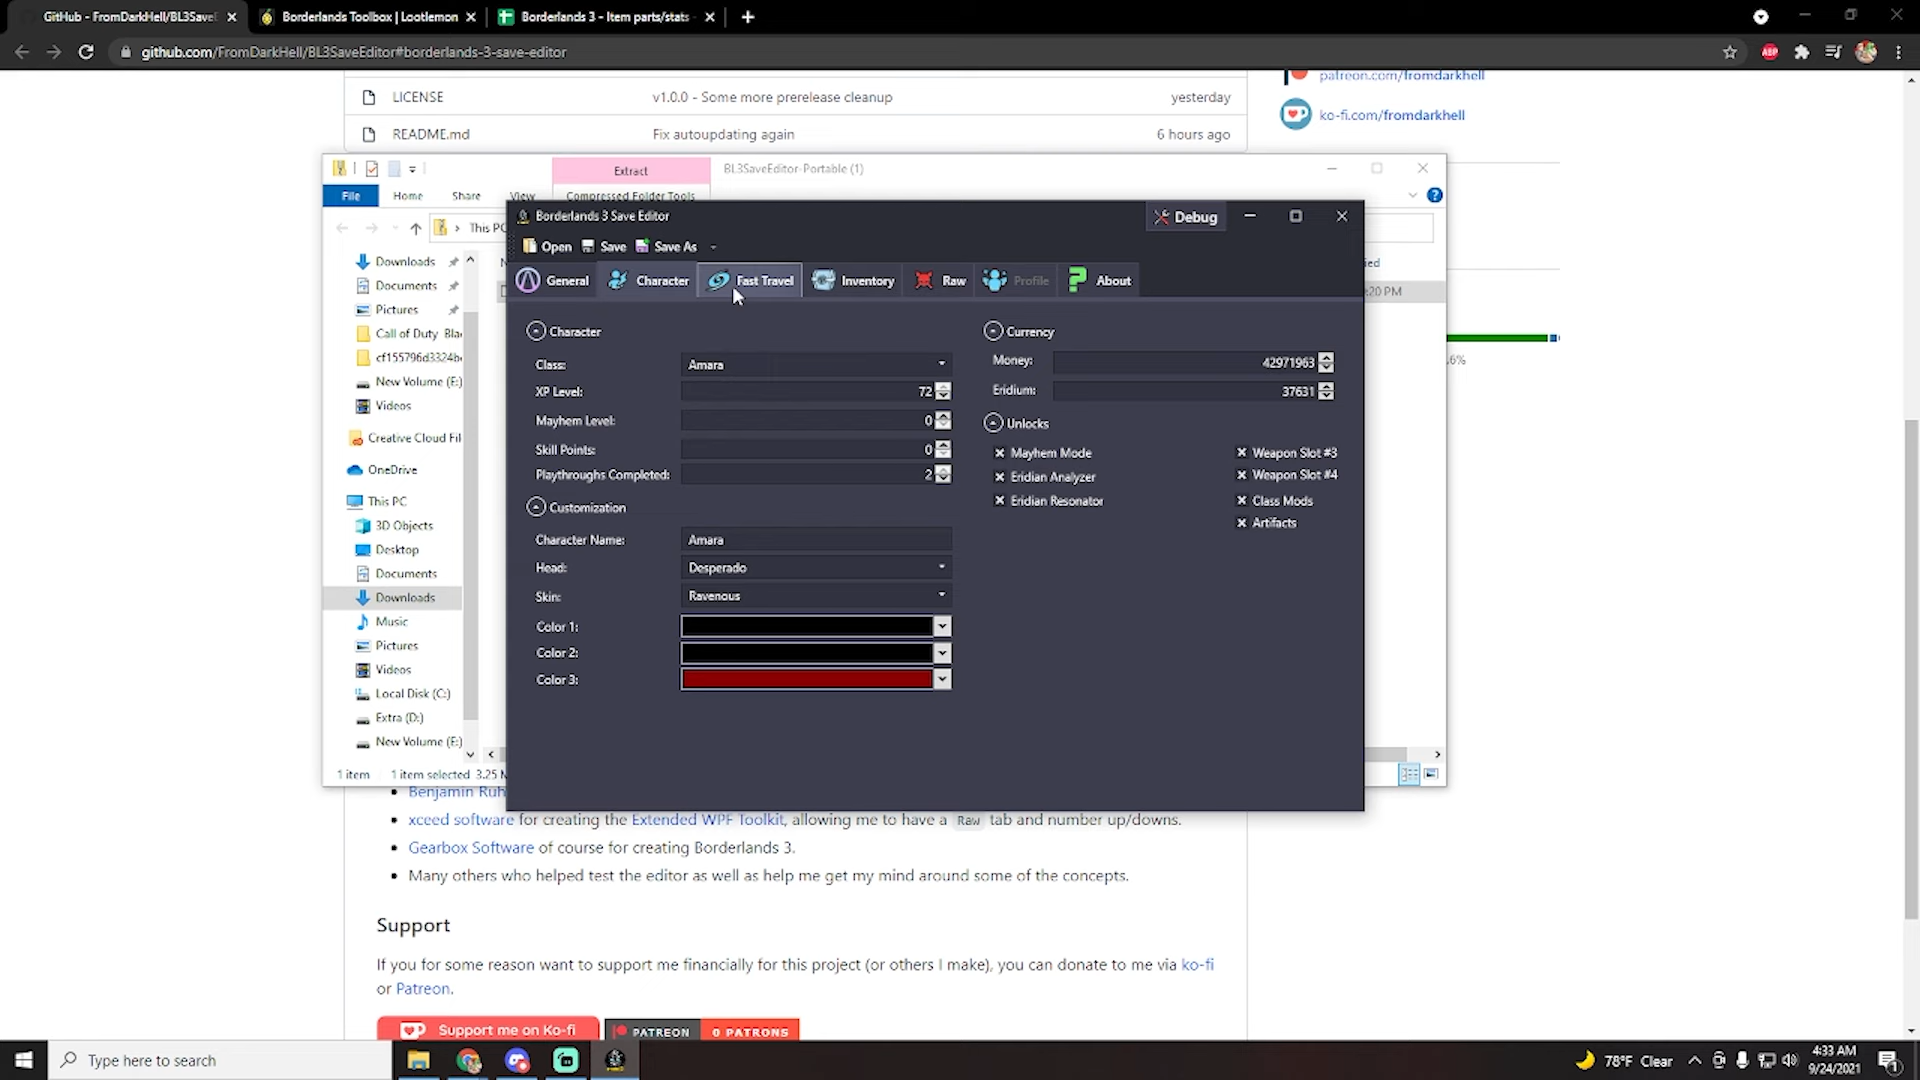 GitHub - FromDarkHell/BL3SaveE
Borderlands Toolbox | Lootlemon
Borderlands 3 - Item parts/stats
github.com/FromDarkHell/BL3SaveEditor#borderlands-3-save-editor
LICENSE
v1.0.0 - Some more prerelease cleanup
yesterday
README.md
Fix autoupdating again
6 hours ago
patreon.com/fromdarkhell
ko-fi.com/fromdarkhell
Extract
BL3SaveEditor-Portable (1)
File
Home
Share
View
Compressed Folder Tools
This PC
Borderlands 3 Save Editor
Debug
Open
Save
Save As
General
Character
Fast Travel
Inventory
Raw
Profile
About
Character
Class:
Amara
XP Level:
72
Mayhem Level:
0
Skill Points:
0
Playthroughs Completed:
2
Customization
Character Name:
Amara
Head:
Desperado
Skin:
Ravenous
Color 1:
Color 2:
Color 3:
Currency
Money:
42971963
Eridium:
37631
Unlocks
Mayhem Mode
Eridian Analyzer
Eridian Resonator
Weapon Slot #3
Weapon Slot #4
Class Mods
Artifacts
Downloads
Documents
Pictures
Call of Duty Bla
cf155796d3324b
New Volume (E:)
Videos
Creative Cloud Fil
OneDrive
This PC
3D Objects
Desktop
Documents
Downloads
Music
Pictures
Videos
Local Disk (C:)
Extra (D:)
New Volume (E:)
1 item
1 item selected 3.25 M
:20 PM
Benjamin Ruh
xceed software for creating the Extended WPF Toolkit, allowing me to have a Raw tab and number up/downs.
Gearbox Software of course for creating Borderlands 3.
Many others who helped test the editor as well as help me get my mind around some of the concepts.
Support
If you for some reason want to support me financially for this project (or others I make), you can donate to me via ko-fi
or Patreon.
Support me on Ko-fi
PATREON
0 PATRONS
Type here to search
78°F Clear
4:33 AM
9/24/2021